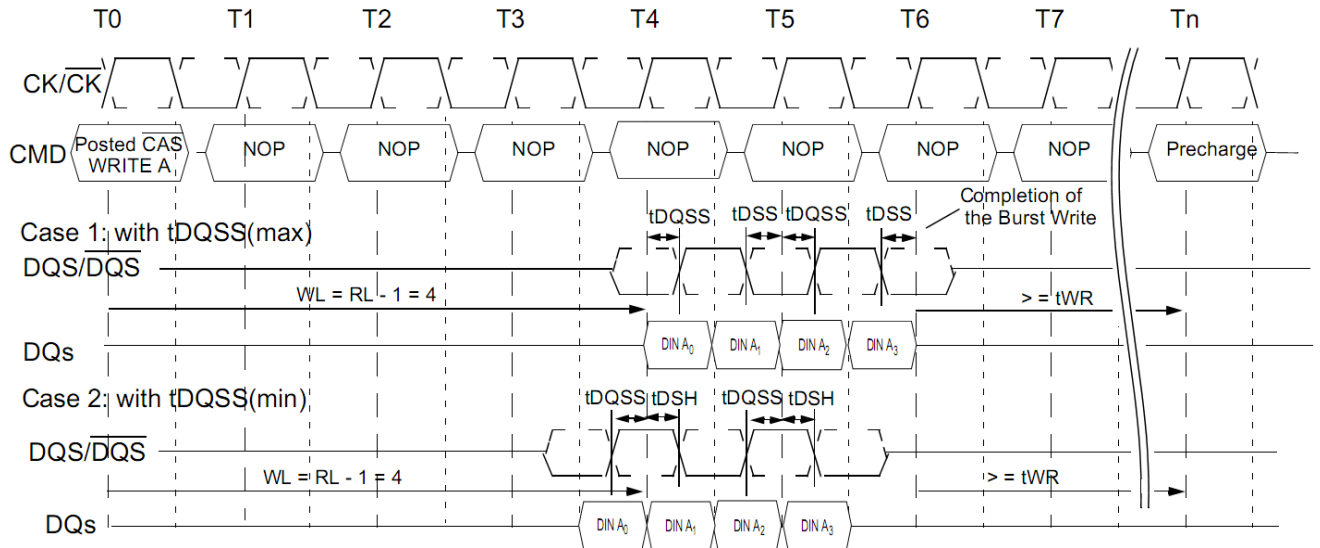 T0 T1 T2 T3 T4 T5 T6 T7 Tn
CK/CK
CMD Posted CAS WRITE A NOP NOP NOP NOP NOP NOP NOP Precharge
Completion of
the Burst Write
tDQSS tDSS tDQSS tDSS
Case 1: with tDQSS(max)
DQS/DQS
WL = RL - 1 = 4 > = tWR
DQs DIN A0 DIN A1 DIN A2 DIN A3
Case 2: with tDQSS(min) tDQSS tDSH tDQSS tDSH
DQS/DQS
WL = RL - 1 = 4 > = tWR
DQs DIN A0 DIN A1 DIN A2 DIN A3